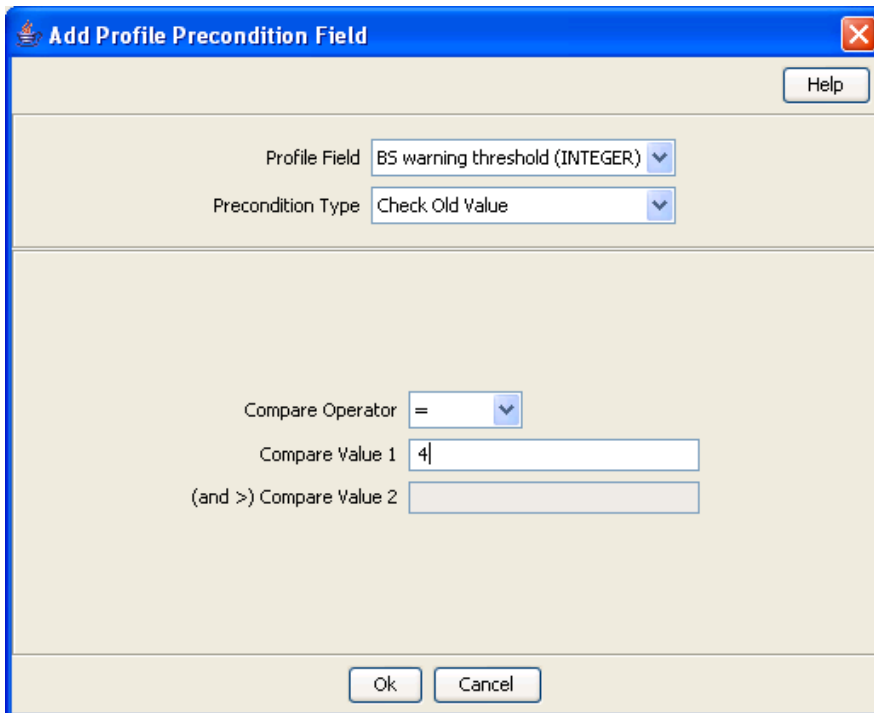 Add Profile Precondition Field
Help
Profile Field BS warning threshold (INTEGER)
Precondition Type Check Old Value
Compare Operator =
Compare Value 1 4
(and >) Compare Value 2
Ok Cancel